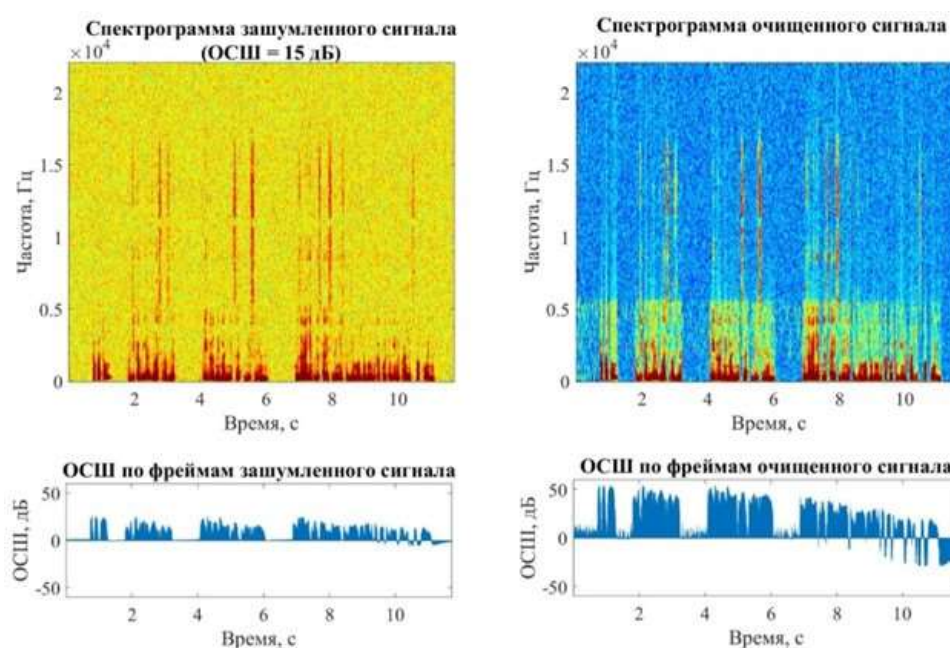 Спектрограмма зашумленного сигнала
(ОСШ = 15 дБ)
×10⁴
2
1.5
1
0.5
0
Частота, Гц
2 4 6 8 10
Время, с
Спектрограмма очищенного сигнала
×10⁴
2
1.5
1
0.5
0
Частота, Гц
2 4 6 8 10
Время, с
ОСШ по фреймам зашумленного сигнала
50
0
-50
ОСШ, дБ
2 4 6 8 10
Время, с
ОСШ по фреймам очищенного сигнала
50
0
-50
ОСШ, дБ
2 4 6 8 10
Время, с